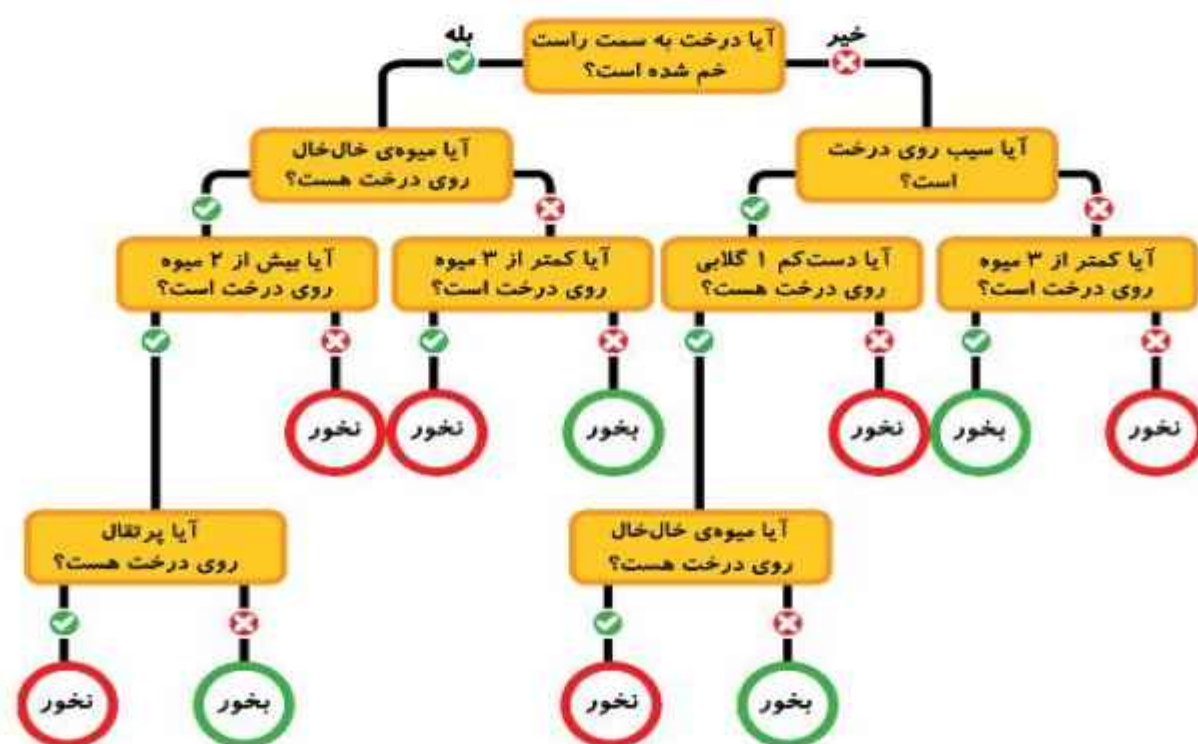 خیر
آیا درخت به سمت راست
خم شده است؟
بله
آیا سیب روی درخت
است؟
آیا میوه‌ی خال‌خال
روی درخت هست؟
آیا کمتر از ۳ میوه
روی درخت است؟
آیا دست‌کم ۱ گلابی
روی درخت هست؟
آیا کمتر از ۳ میوه
روی درخت است؟
آیا بیش از ۲ میوه
روی درخت است؟
نخور
بخور
نخور
بخور
نخور
نخور
آیا میوه‌ی خال‌خال
روی درخت هست؟
آیا پرتقال
روی درخت هست؟
بخور
نخور
بخور
نخور